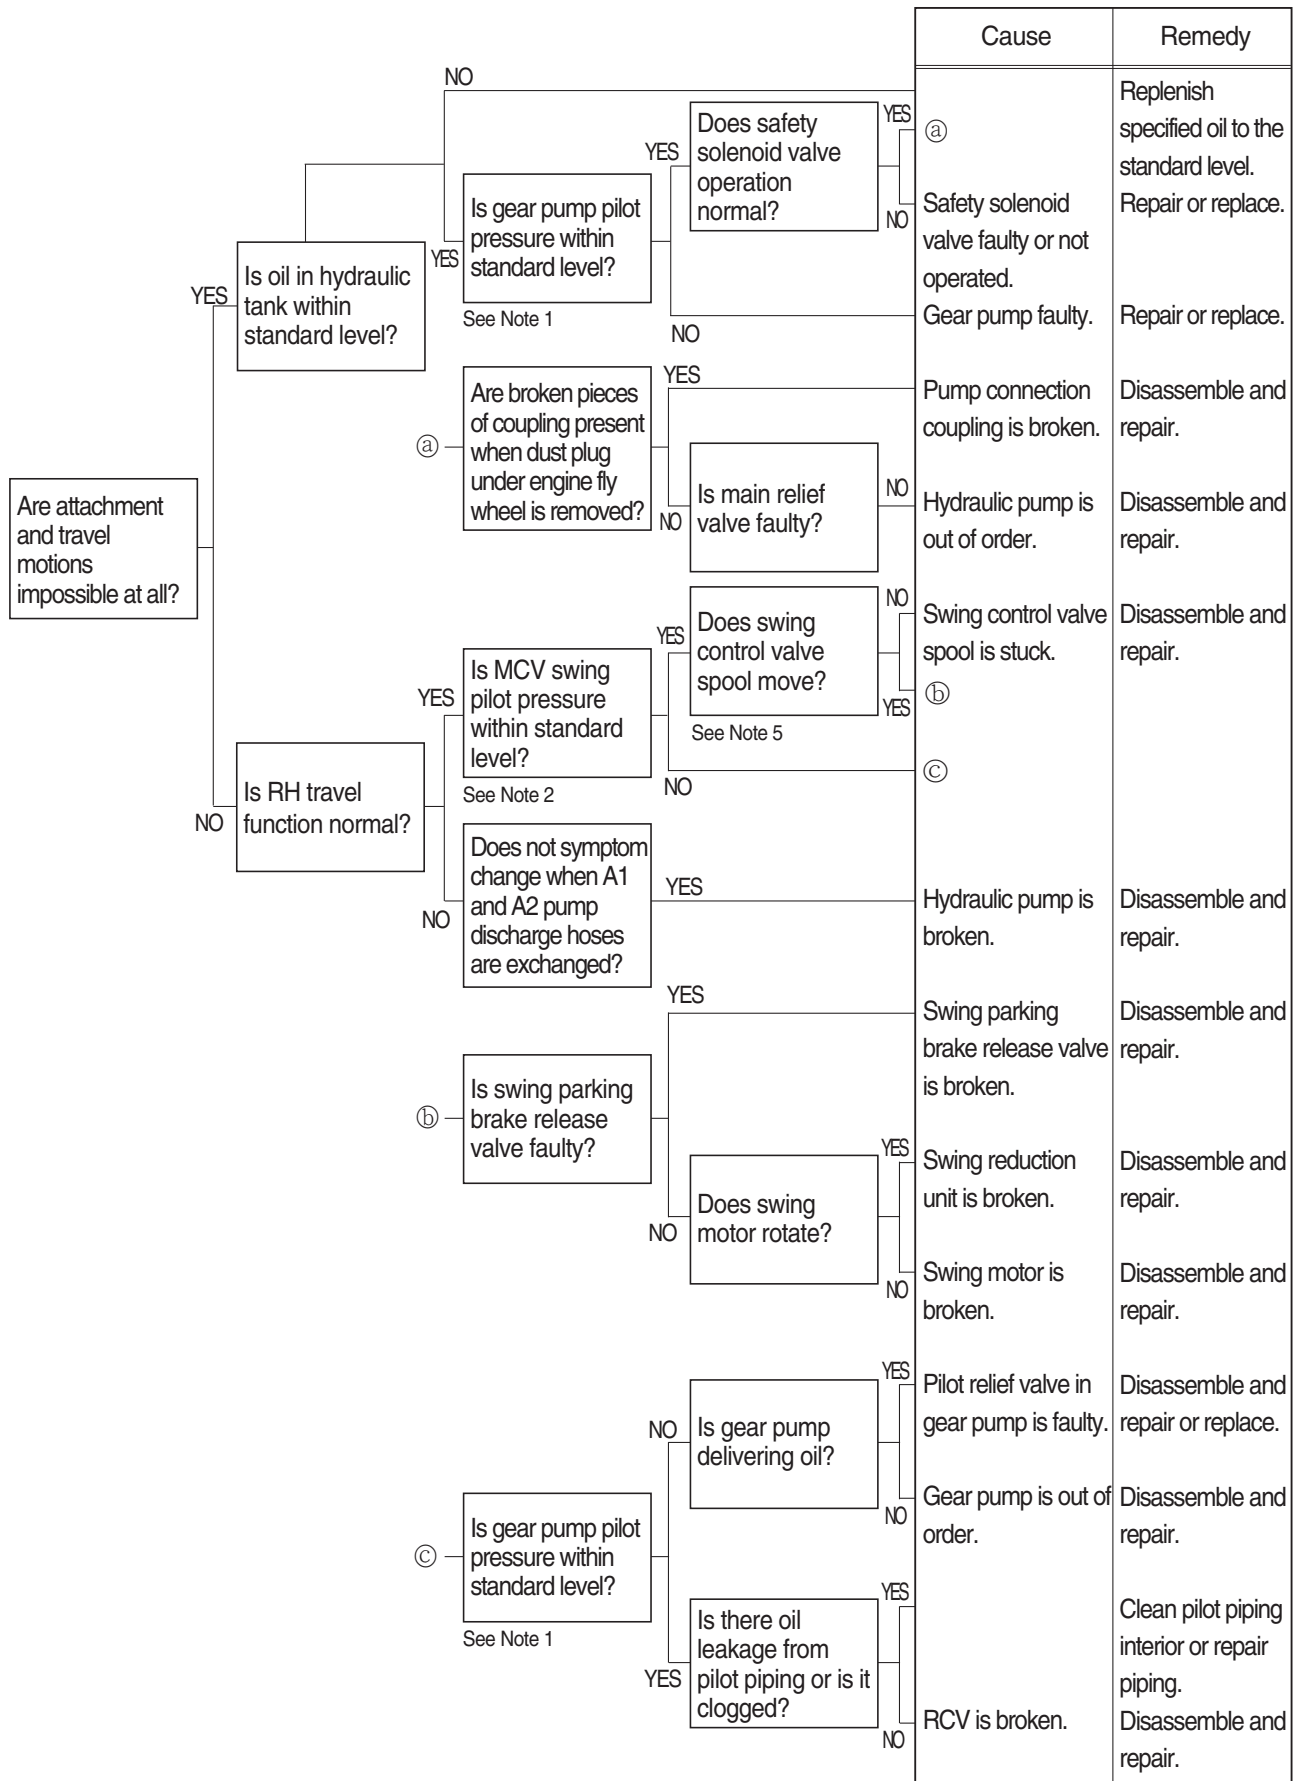 Cause
Remedy
NO
Replenish
specified oil to the
standard level.
Does safety
solenoid valve
operation
normal?
YES
ⓐ
YES
NO
Safety solenoid
valve faulty or not
operated.
Repair or replace.
Is gear pump pilot
pressure within
standard level?
YES
See Note 1
NO
Gear pump faulty.
Repair or replace.
Is oil in hydraulic
tank within
standard level?
YES
ⓐ
Are broken pieces
of coupling present
when dust plug
under engine fly
wheel is removed?
YES
Pump connection
coupling is broken.
Disassemble and
repair.
NO
Is main relief
valve faulty?
NO
Hydraulic pump is
out of order.
Disassemble and
repair.
Are attachment
and travel
motions
impossible at all?
NO
Is RH travel
function normal?
YES
Is MCV swing
pilot pressure
within standard
level?
See Note 2
YES
Does swing
control valve
spool move?
See Note 5
NO
Swing control valve
spool is stuck.
Disassemble and
repair.
YES
ⓑ
NO
ⓒ
NO
Does not symptom
change when A1
and A2 pump
discharge hoses
are exchanged?
YES
Hydraulic pump is
broken.
Disassemble and
repair.
ⓑ
Is swing parking
brake release
valve faulty?
YES
Swing parking
brake release valve
is broken.
Disassemble and
repair.
NO
Does swing
motor rotate?
YES
Swing reduction
unit is broken.
Disassemble and
repair.
NO
Swing motor is
broken.
Disassemble and
repair.
ⓒ
Is gear pump pilot
pressure within
standard level?
See Note 1
NO
Is gear pump
delivering oil?
YES
Pilot relief valve in
gear pump is faulty.
Disassemble and
repair or replace.
NO
Gear pump is out of
order.
Disassemble and
repair.
YES
Is there oil
leakage from
pilot piping or is it
clogged?
YES
Clean pilot piping
interior or repair
piping.
NO
RCV is broken.
Disassemble and
repair.